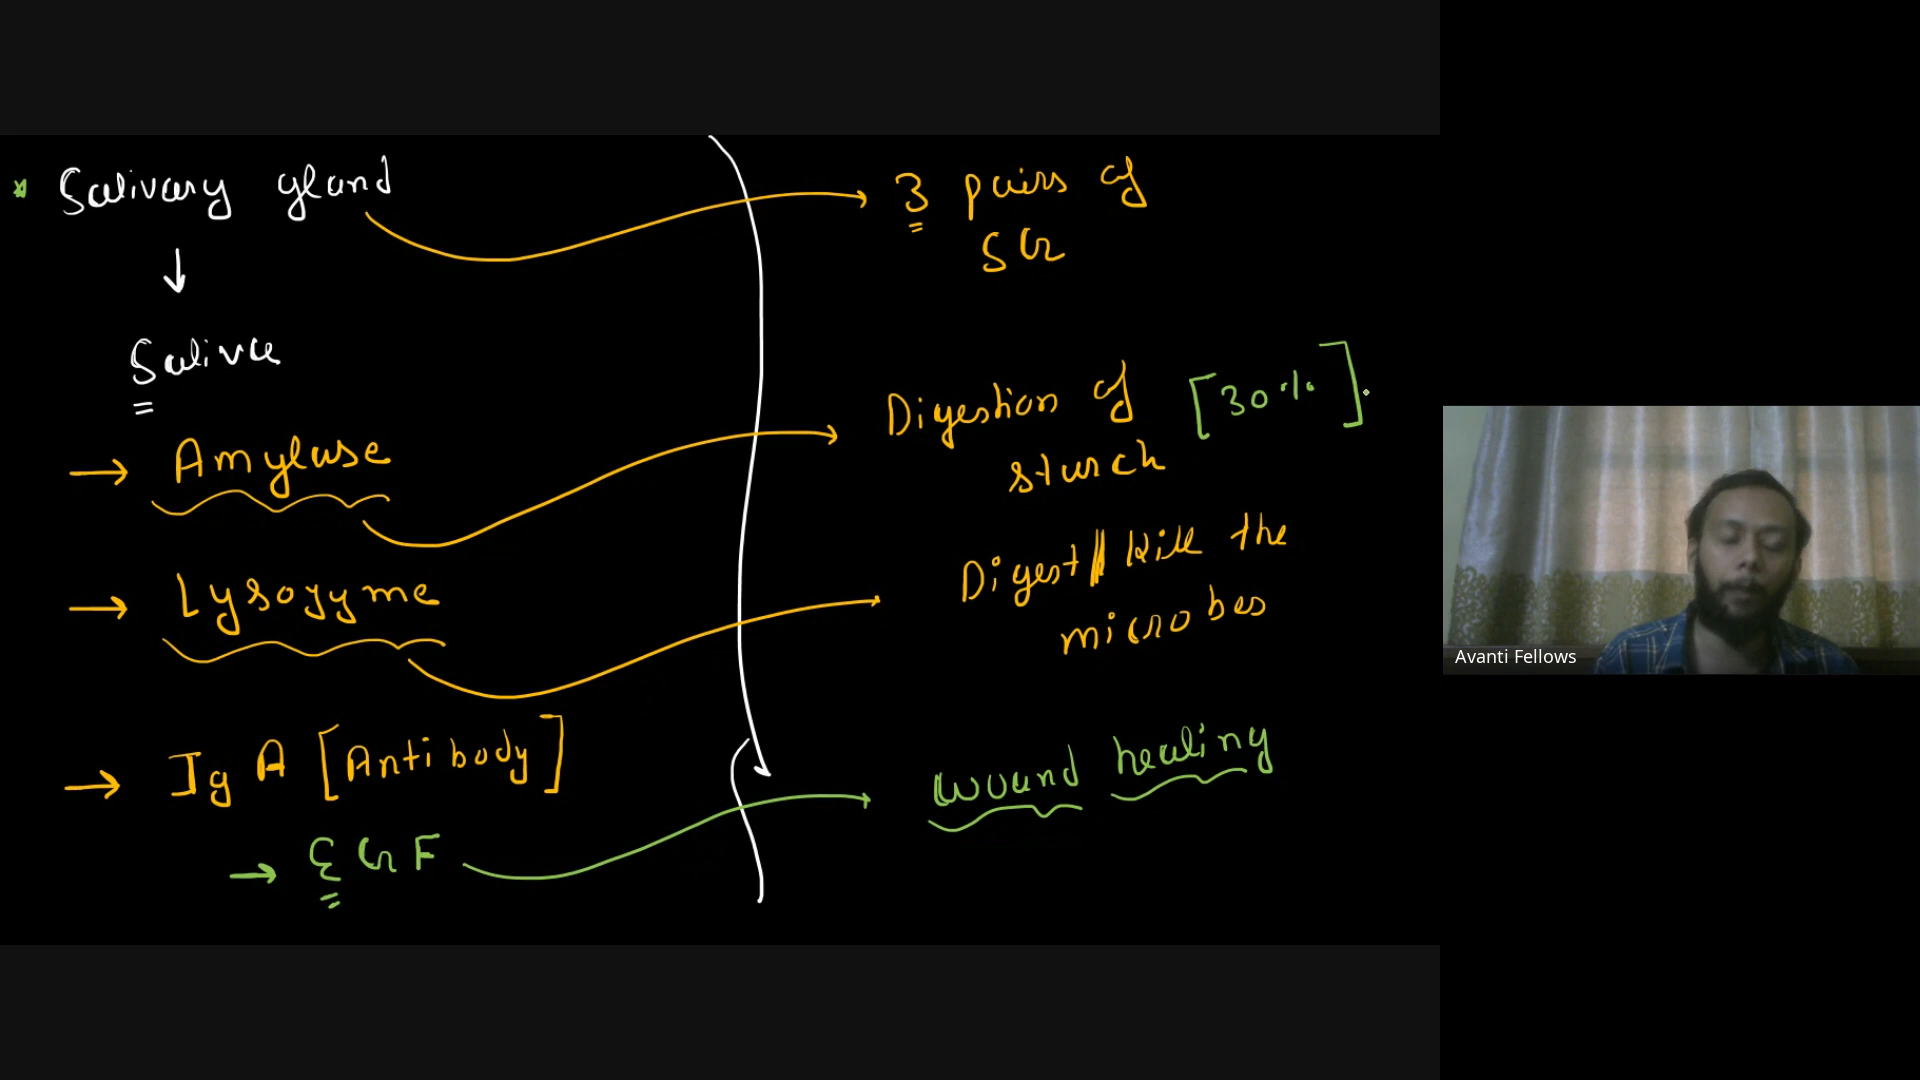 * Salivary gland
3 pairs of
SG
Saliva
→ Amylase
Digestion of [30%].
starch
→ Lysozyme
Digest / kill the
microbes
→ IgA [Antibody]
→ EGF
wound healing
Avanti Fellows